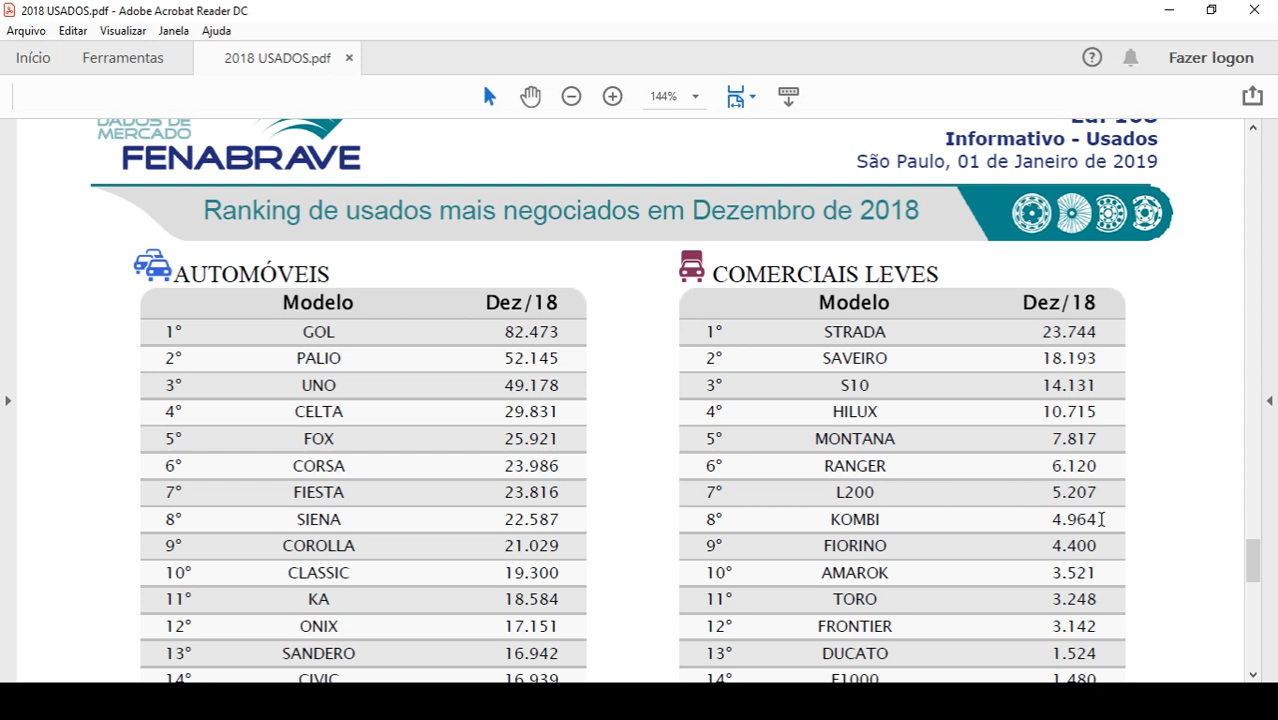 2018 USADOS.pdf - Adobe Acrobat Reader DC
Arquivo Editar Visualizar Janela Ajuda
Início Ferramentas 2018 USADOS.pdf × Fazer logon
144%
DADOS DE
MERCADO
FENABRAVE
Informativo - Usados
São Paulo, 01 de Janeiro de 2019
Ranking de usados mais negociados em Dezembro de 2018
AUTOMÓVEIS
Modelo Dez/18
1° GOL 82.473
2° PALIO 52.145
3° UNO 49.178
4° CELTA 29.831
5° FOX 25.921
6° CORSA 23.986
7° FIESTA 23.816
8° SIENA 22.587
9° COROLLA 21.029
10° CLASSIC 19.300
11° KA 18.584
12° ONIX 17.151
13° SANDERO 16.942
14° CIVIC 16.939
COMERCIAIS LEVES
Modelo Dez/18
1° STRADA 23.744
2° SAVEIRO 18.193
3° S10 14.131
4° HILUX 10.715
5° MONTANA 7.817
6° RANGER 6.120
7° L200 5.207
8° KOMBI 4.964
9° FIORINO 4.400
10° AMAROK 3.521
11° TORO 3.248
12° FRONTIER 3.142
13° DUCATO 1.524
14° F1000 1.480